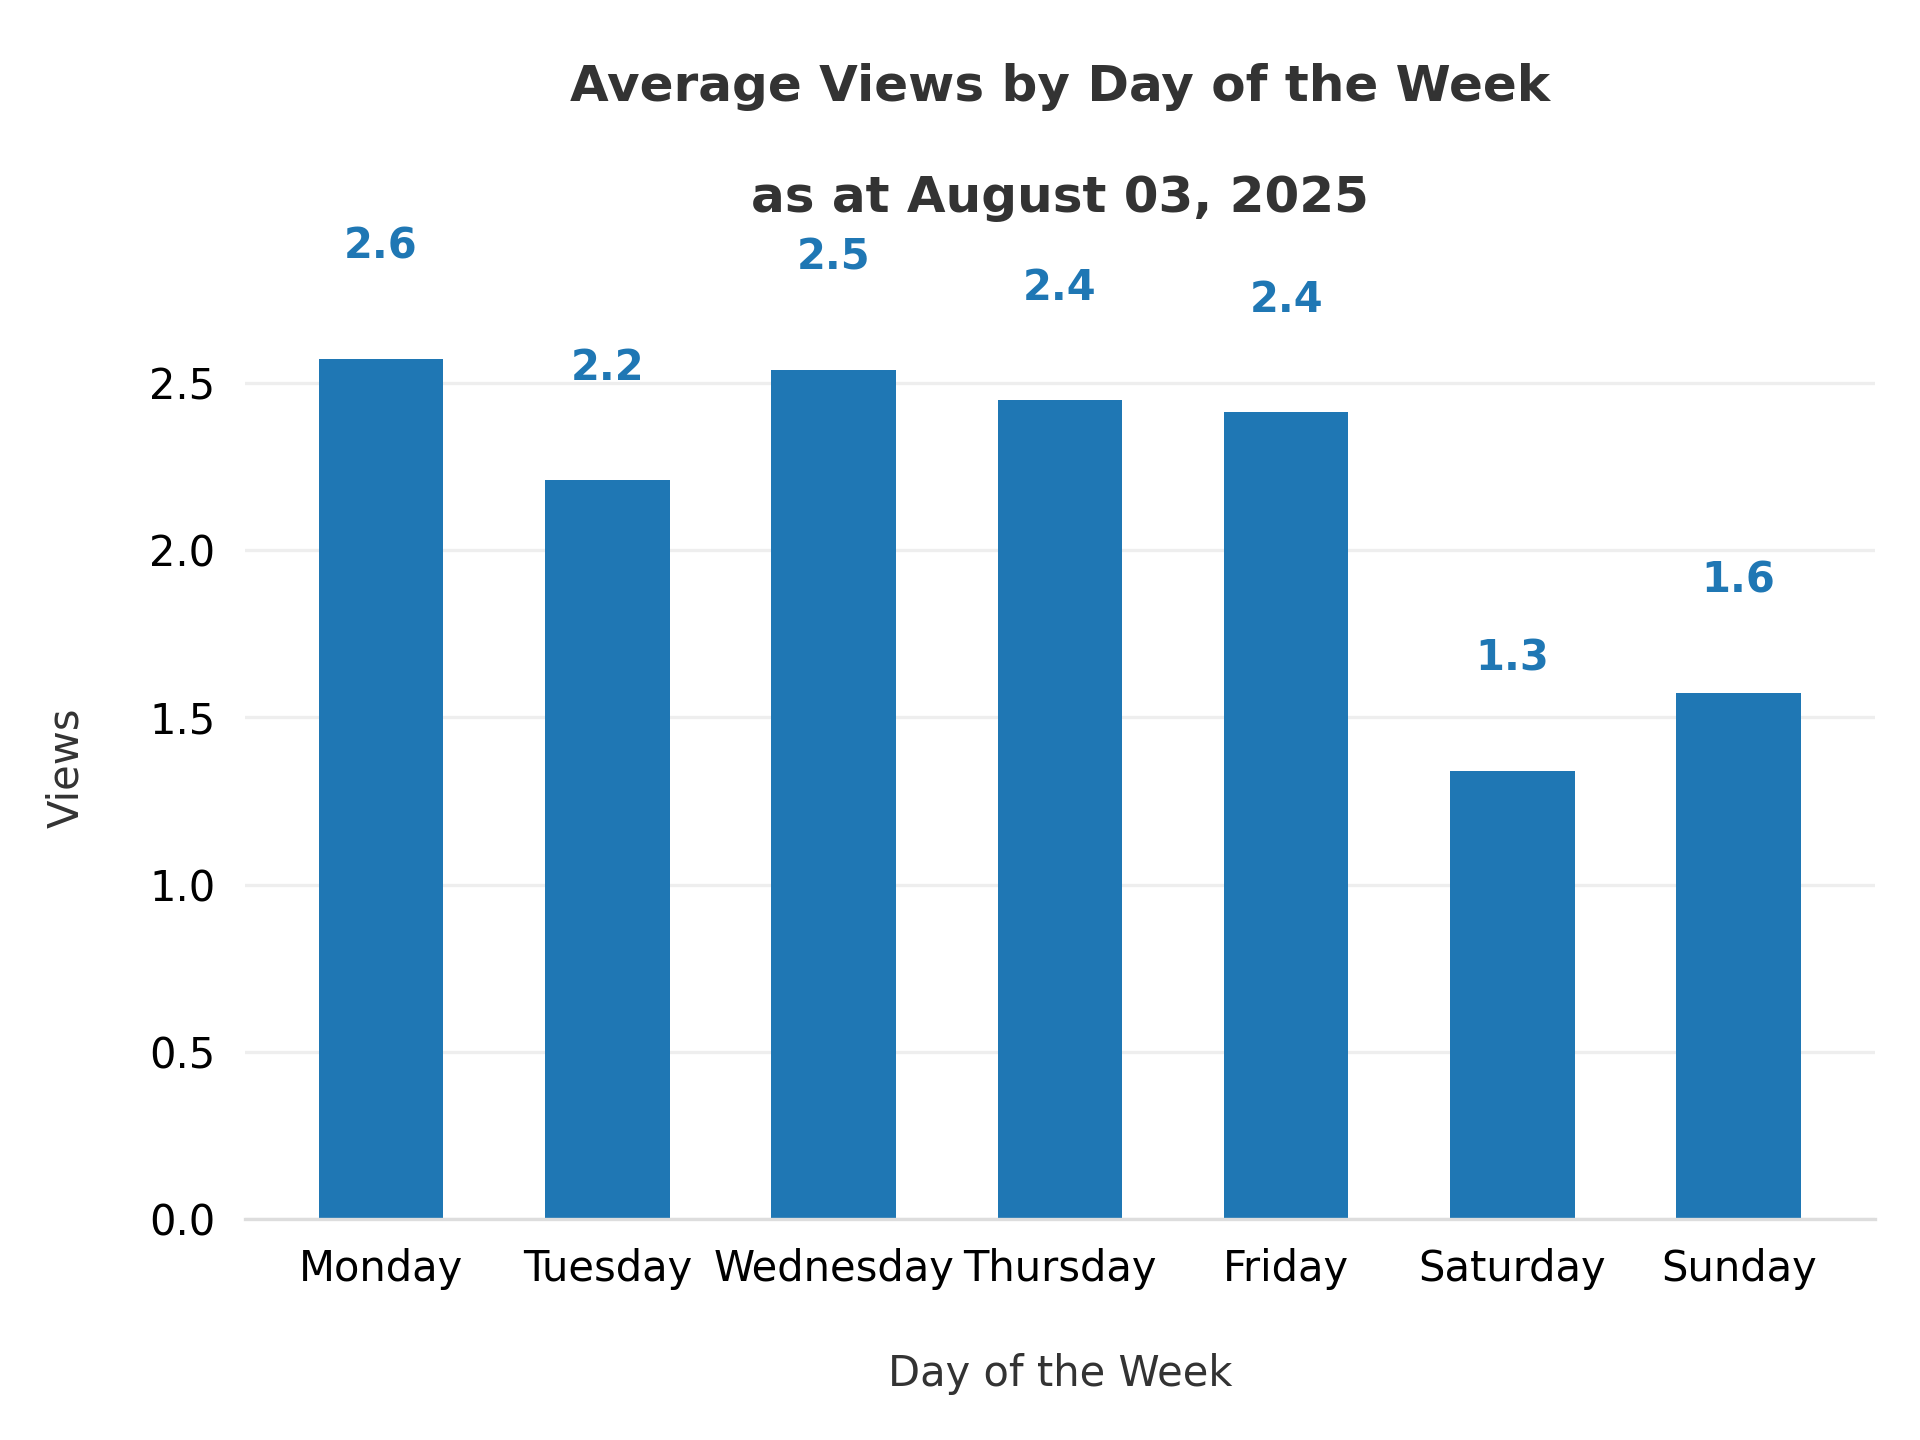 Average Views by Day of the Week
as at August 03, 2025
2.6
2.2
2.5
2.4
2.4
1.3
1.6
2.5
2.0
1.5
1.0
0.5
0.0
Views
Monday Tuesday Wednesday Thursday Friday Saturday Sunday
Day of the Week